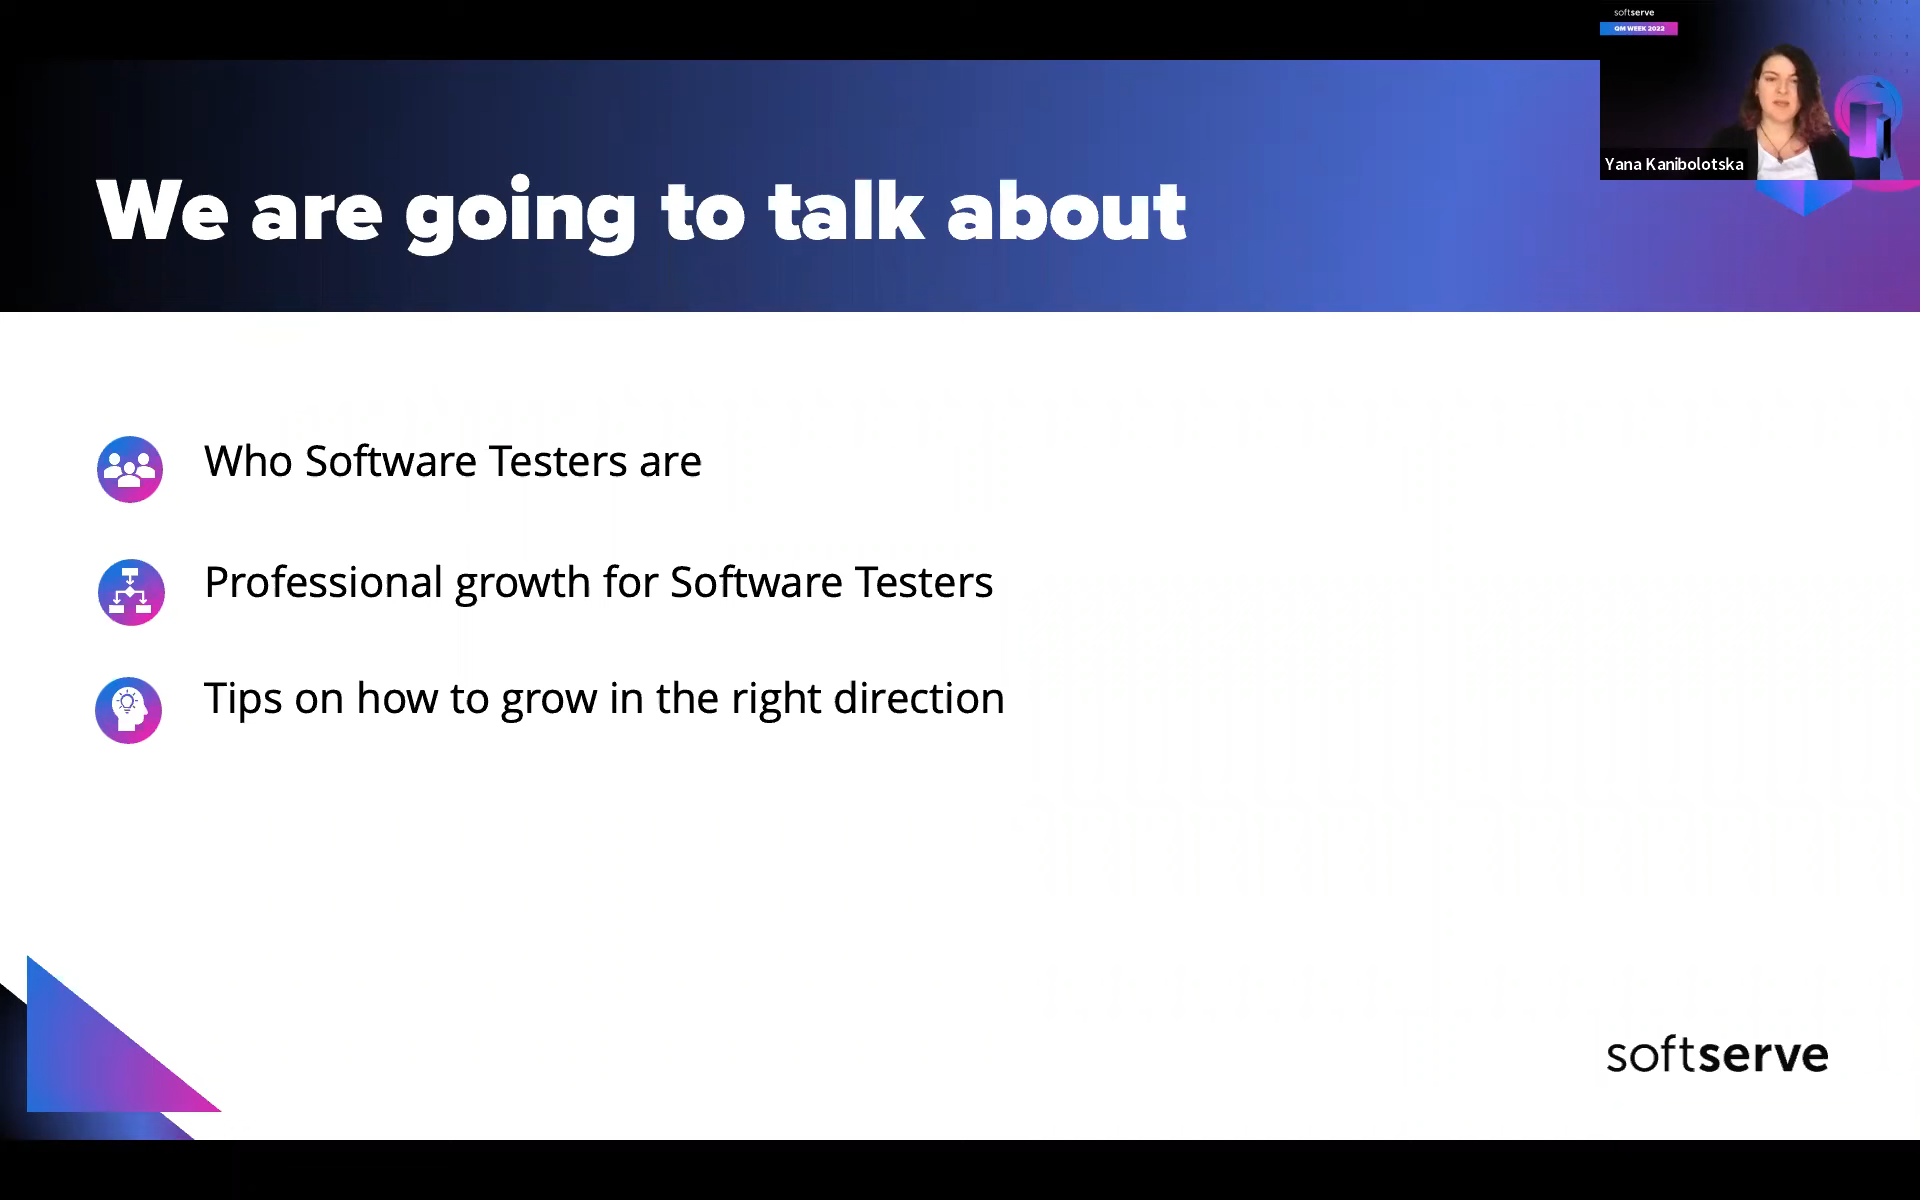 softserve
QM WEEK 2022
Yana Kanibolotska
We are going to talk about
Who Software Testers are
Professional growth for Software Testers
Tips on how to grow in the right direction
softserve